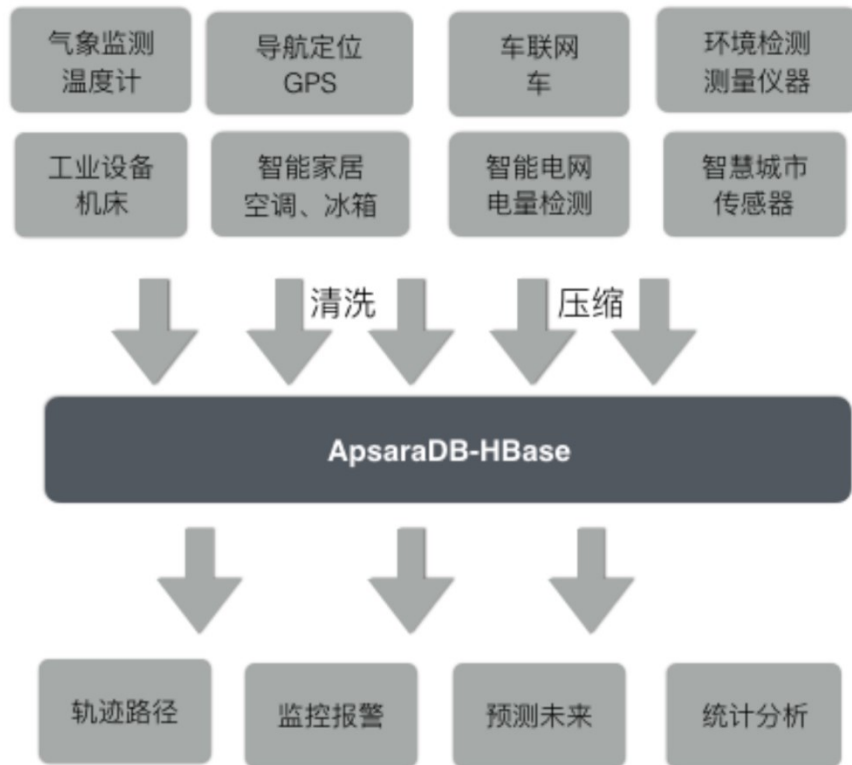 气象监测
温度计
导航定位
GPS
车联网
车
环境检测
测量仪器
工业设备
机床
智能家居
空调、冰箱
智能电网
电量检测
智慧城市
传感器
清洗
压缩
ApsaraDB-HBase
轨迹路径
监控报警
预测未来
统计分析